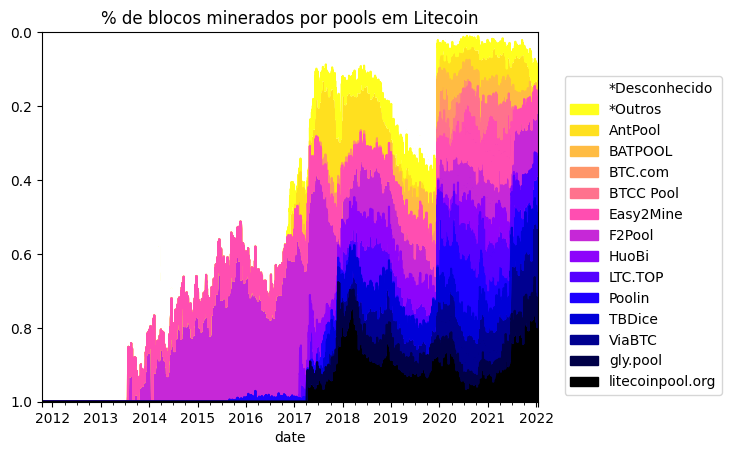 % de blocos minerados por pools em Litecoin
0.0
0.2
0.4
0.6
0.8
1.0
2012 2013 2014 2015 2016 2017 2018 2019 2020 2021 2022
date
*Desconhecido
*Outros
AntPool
BATPOOL
BTC.com
BTCC Pool
Easy2Mine
F2Pool
HuoBi
LTC.TOP
Poolin
TBDice
ViaBTC
gly.pool
litecoinpool.org